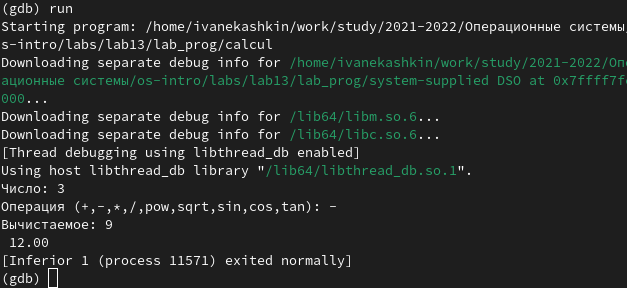 (gdb) run
Starting program: /home/ivanekashkin/work/study/2021-2022/Операционные системы/
s-intro/labs/lab13/lab_prog/calcul
Downloading separate debug info for /home/ivanekashkin/work/study/2021-2022/Опе
ационные системы/os-intro/labs/lab13/lab_prog/system-supplied DSO at 0x7ffff7f
000...
Downloading separate debug info for /lib64/libm.so.6...
Downloading separate debug info for /lib64/libc.so.6...
[Thread debugging using libthread_db enabled]
Using host libthread_db library "/lib64/libthread_db.so.1".
Число: 3
Операция (+,-,*,/,pow,sqrt,sin,cos,tan): -
Вычистаемое: 9
12.00
[Inferior 1 (process 11571) exited normally]
(gdb)